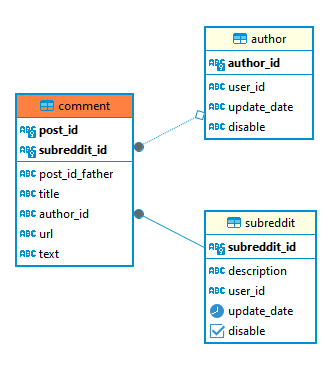 comment
post_id
subreddit_id
post_id_father
title
author_id
url
text
author
author_id
user_id
update_date
disable
subreddit
subreddit_id
description
user_id
update_date
disable